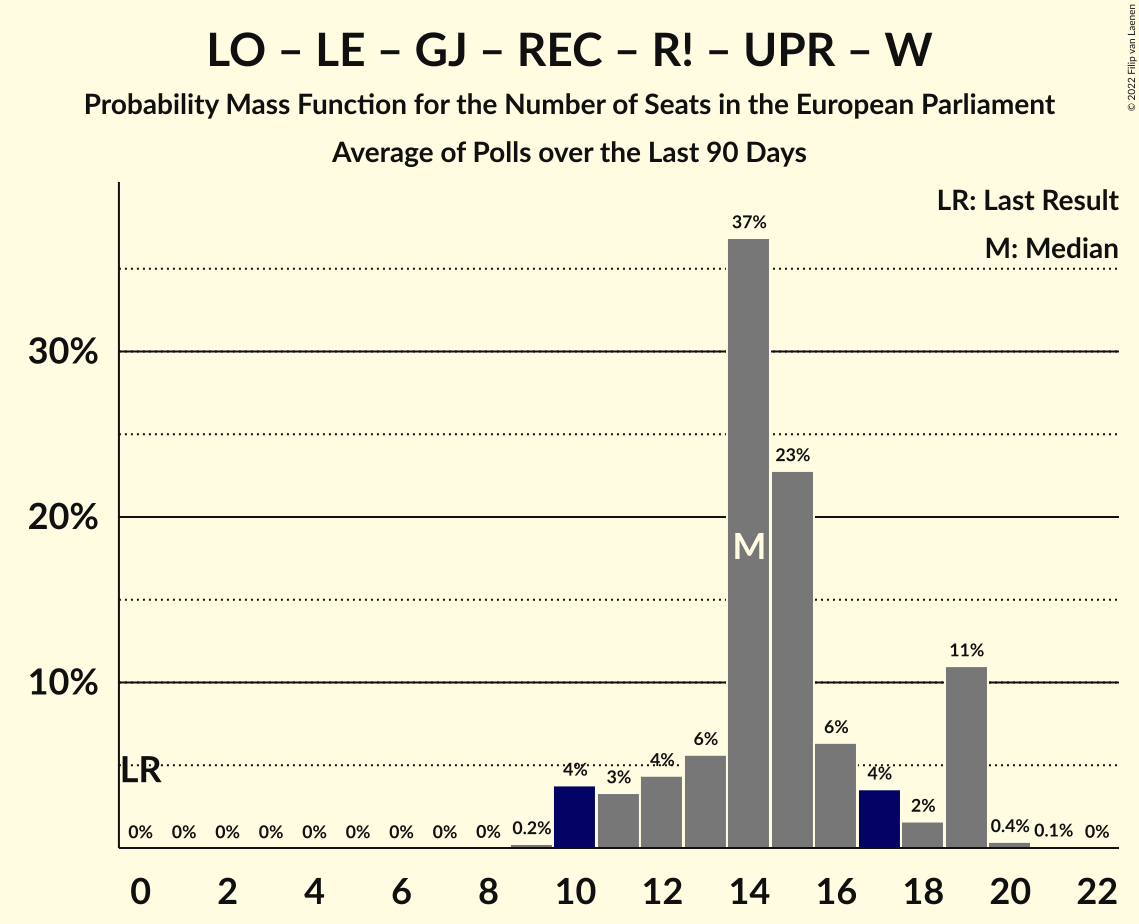 LO – LE – GJ – REC – R! – UPR – W
Probability Mass Function for the Number of Seats in the European Parliament
Average of Polls over the Last 90 Days
© 2022 Filip van Laenen
LR: Last Result
M: Median
37%
30%
23%
20%
M
11%
10%
6%
6%
LR
4%
3%
4%
4%
2%
0% 0% 0% 0% 0% 0% 0% 0% 0% 0.2% 0.4% 0.1% 0%
0 2 4 6 8 10 12 14 16 18 20 22